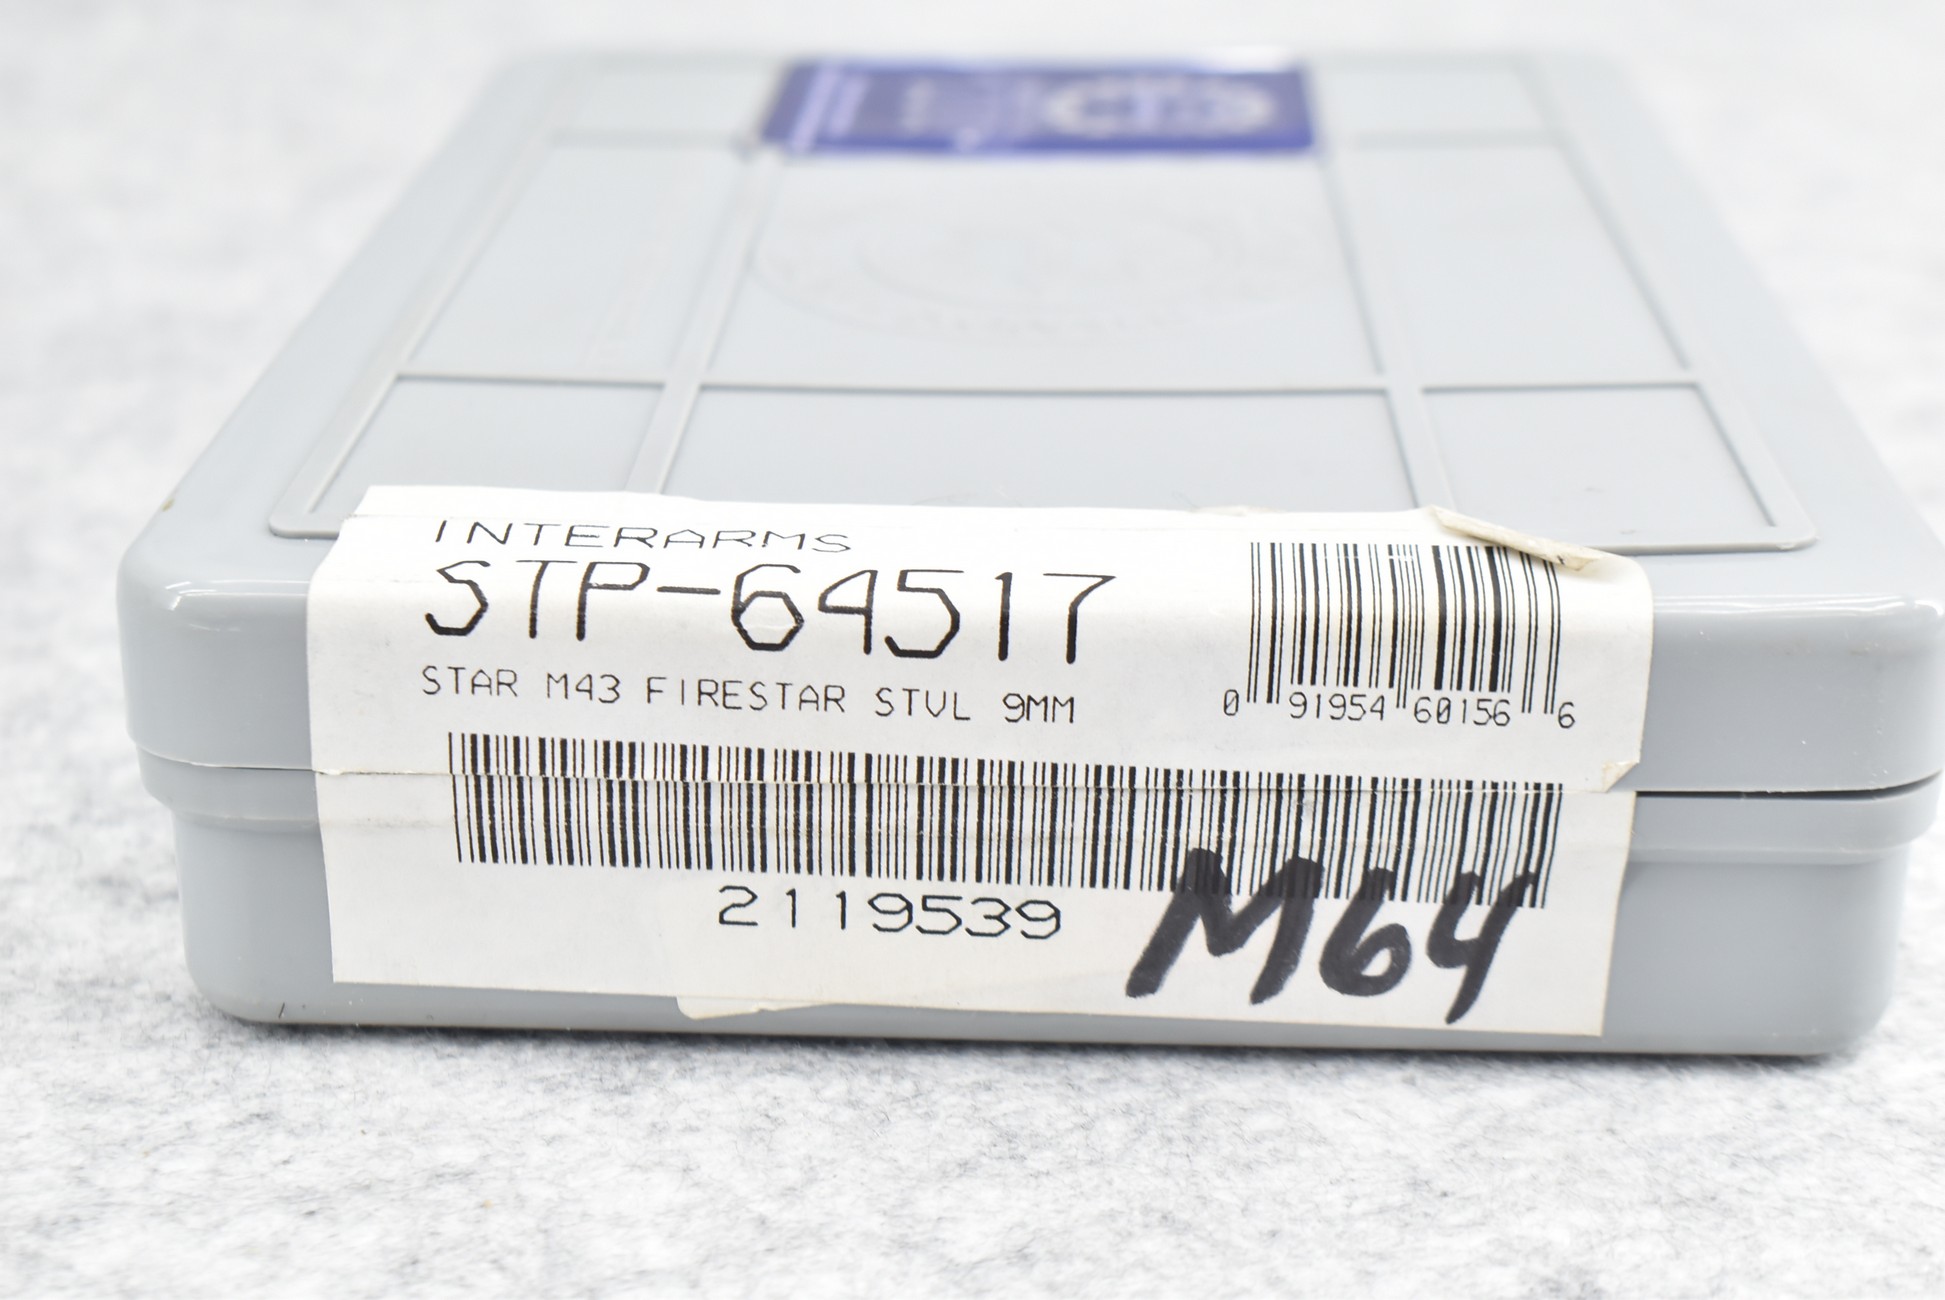 INTERARMS
STP-64517
STAR M43 FIRESTAR STVL 9MM
0 91954 60156 6
2119539
M64